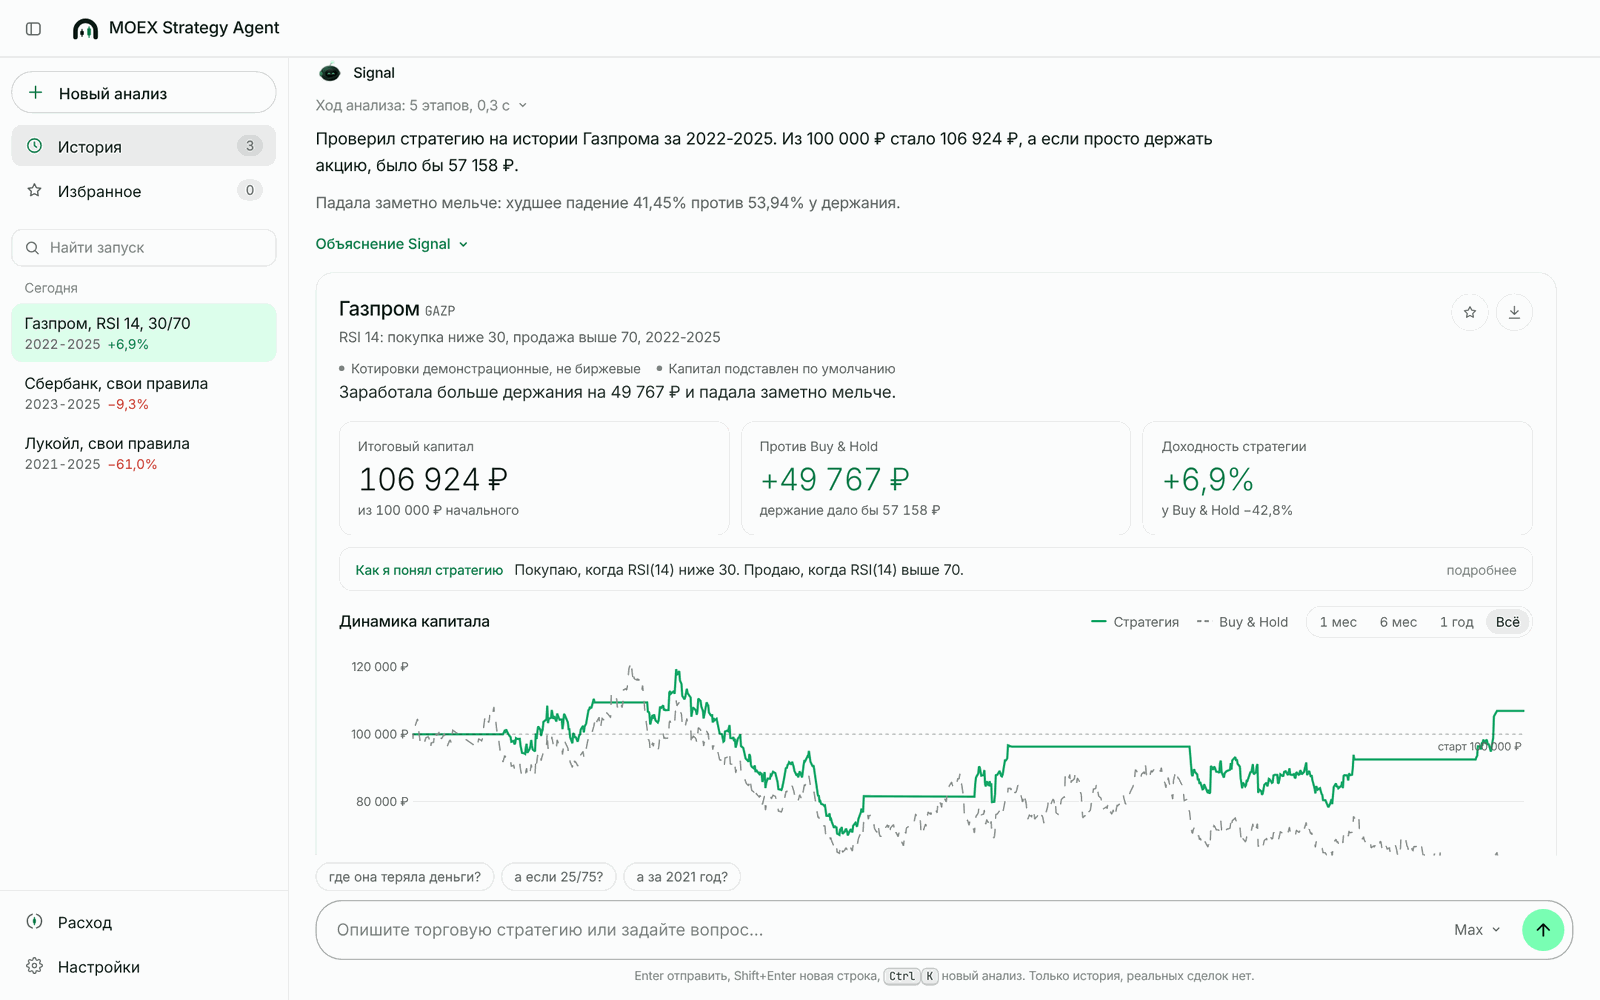 MOEX Strategy Agent
Новый анализ
История 3
Избранное 0
Найти запуск
Сегодня
Газпром, RSI 14, 30/70
2022-2025 +6,9%
Сбербанк, свои правила
2023-2025 −9,3%
Лукойл, свои правила
2021-2025 −61,0%
Расход
Настройки
Signal
Ход анализа: 5 этапов, 0,3 с
Проверил стратегию на истории Газпрома за 2022-2025. Из 100 000 ₽ стало 106 924 ₽, а если просто держать
акцию, было бы 57 158 ₽.
Падала заметно мельче: худшее падение 41,45% против 53,94% у держания.
Объяснение Signal
Газпром GAZP
RSI 14: покупка ниже 30, продажа выше 70, 2022-2025
• Котировки демонстрационные, не биржевые • Капитал подставлен по умолчанию
Заработала больше держания на 49 767 ₽ и падала заметно мельче.
Итоговый капитал
106 924 ₽
из 100 000 ₽ начального
Против Buy & Hold
+49 767 ₽
держание дало бы 57 158 ₽
Доходность стратегии
+6,9%
у Buy & Hold −42,8%
Как я понял стратегию Покупаю, когда RSI(14) ниже 30. Продаю, когда RSI(14) выше 70. подробнее
Динамика капитала Стратегия Buy & Hold 1 мес 6 мес 1 год Всё
120 000 ₽
100 000 ₽
старт 100 000 ₽
80 000 ₽
где она теряла деньги? а если 25/75? а за 2021 год?
Опишите торговую стратегию или задайте вопрос... Max
Enter отправить, Shift+Enter новая строка, Ctrl K новый анализ. Только история, реальных сделок нет.